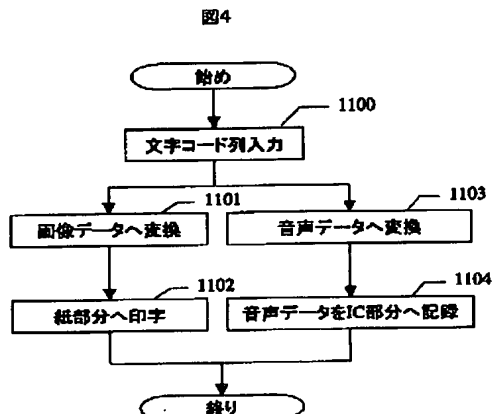 図4
始め
1100
文字コード列入力
1101
画像データへ変換
1103
音声データへ変換
1102
紙部分へ印字
1104
音声データをIC部分へ記録
終り